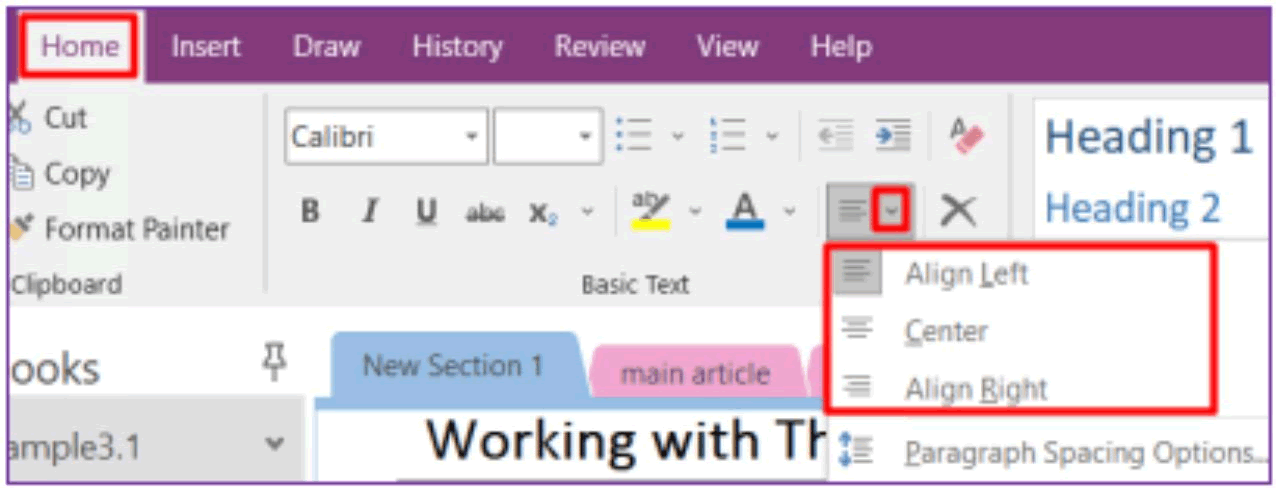 Home Insert Draw History Review View Help
Cut
Copy
Format Painter
Clipboard
Calibri
B I U abc X₂ ab A
Basic Text
Heading 1
Heading 2
Align Left
Center
Align Right
Paragraph Spacing Options...
ooks
New Section 1
main article
ample3.1
Working with Th